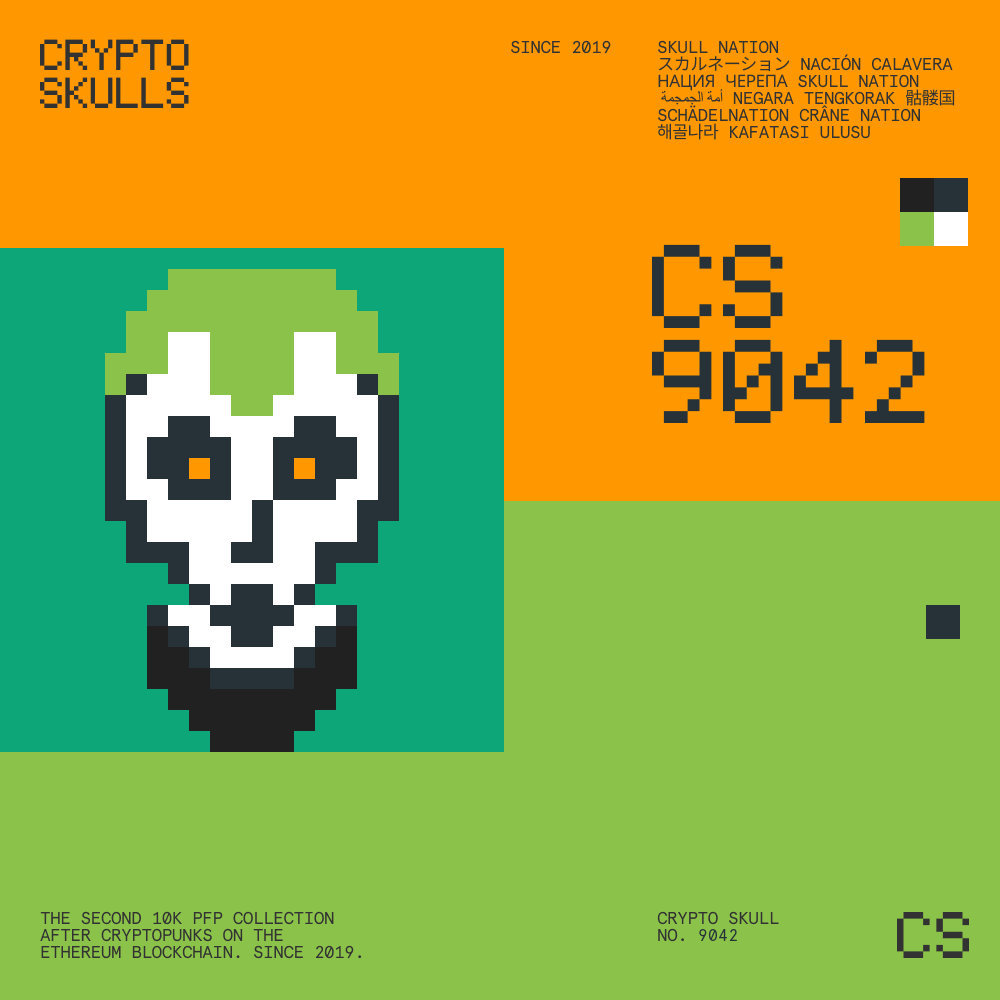 CRYPTO
SKULLS
SINCE 2019
SKULL NATION
スカルネーション NACIÓN CALAVERA
НАЦИЯ ЧЕРЕПА SKULL NATION
أمة الجمجمة NEGARA TENGKORAK 骷髅国
SCHÄDELNATION CRÂNE NATION
해골나라 KAFATASI ULUSU
CS
9042
THE SECOND 10K PFP COLLECTION
AFTER CRYPTOPUNKS ON THE
ETHEREUM BLOCKCHAIN. SINCE 2019.
CRYPTO SKULL
NO. 9042
CS